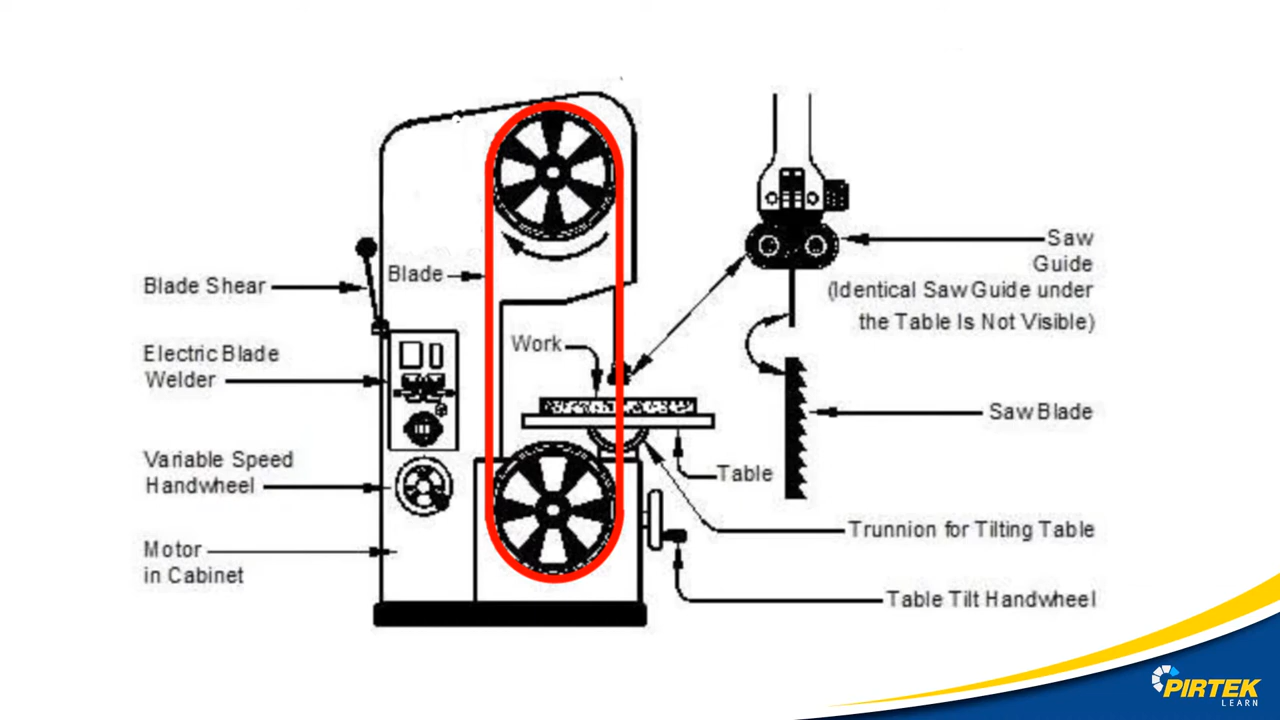 Blade Shear
Electric Blade
Welder
Variable Speed
Handwheel
Motor
in Cabinet
Blade
Work
Table
Saw
Guide
(Identical Saw Guide under
the Table Is Not Visible)
Saw Blade
Trunnion for Tilting Table
Table Tilt Handwheel
PIRTEK
LEARN